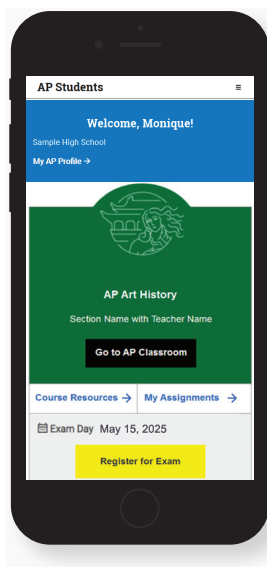 AP Students
Welcome, Monique!
Sample High School
My AP Profile →
AP Art History
Section Name with Teacher Name
Go to AP Classroom
Course Resources → My Assignments →
Exam Day May 15, 2025
Register for Exam